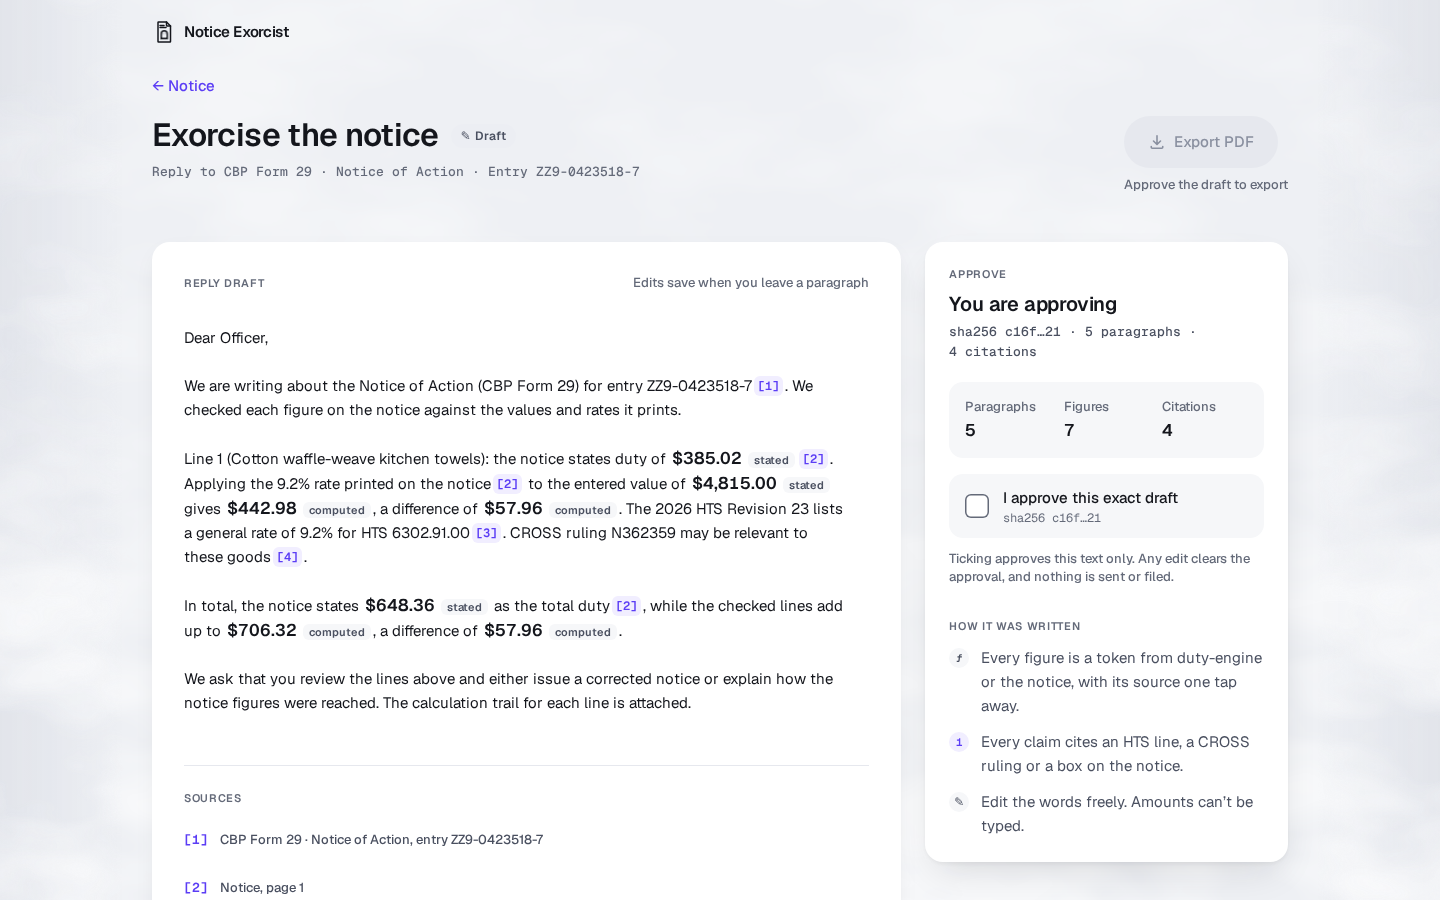 Notice Exorcist
← Notice
Exorcise the notice ✎ Draft
Export PDF
Reply to CBP Form 29 · Notice of Action · Entry ZZ9-0423518-7
Approve the draft to export
REPLY DRAFT
Edits save when you leave a paragraph
Dear Officer,
We are writing about the Notice of Action (CBP Form 29) for entry ZZ9-0423518-7 [1] . We
checked each figure on the notice against the values and rates it prints.
Line 1 (Cotton waffle-weave kitchen towels): the notice states duty of $385.02 stated [2] .
Applying the 9.2% rate printed on the notice [2] to the entered value of $4,815.00 stated
gives $442.98 computed , a difference of $57.96 computed . The 2026 HTS Revision 23 lists
a general rate of 9.2% for HTS 6302.91.00 [3] . CROSS ruling N362359 may be relevant to
these goods [4] .
In total, the notice states $648.36 stated as the total duty [2] , while the checked lines add
up to $706.32 computed , a difference of $57.96 computed .
We ask that you review the lines above and either issue a corrected notice or explain how the
notice figures were reached. The calculation trail for each line is attached.
SOURCES
[1] CBP Form 29 · Notice of Action, entry ZZ9-0423518-7
[2] Notice, page 1
APPROVE
You are approving
sha256 c16f…21 · 5 paragraphs ·
4 citations
Paragraphs Figures Citations
5 7 4
I approve this exact draft
sha256 c16f…21
Ticking approves this text only. Any edit clears the
approval, and nothing is sent or filed.
HOW IT WAS WRITTEN
f Every figure is a token from duty-engine
or the notice, with its source one tap
away.
1 Every claim cites an HTS line, a CROSS
ruling or a box on the notice.
✎ Edit the words freely. Amounts can't be
typed.